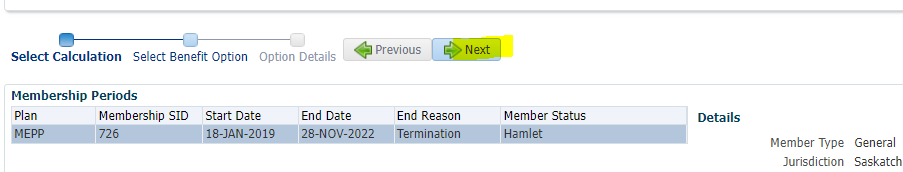 Select Calculation Select Benefit Option Option Details Previous Next
Membership Periods
Plan Membership SID Start Date End Date End Reason Member Status
MEPP 726 18-JAN-2019 28-NOV-2022 Termination Hamlet
Details
Member Type General
Jurisdiction Saskatch